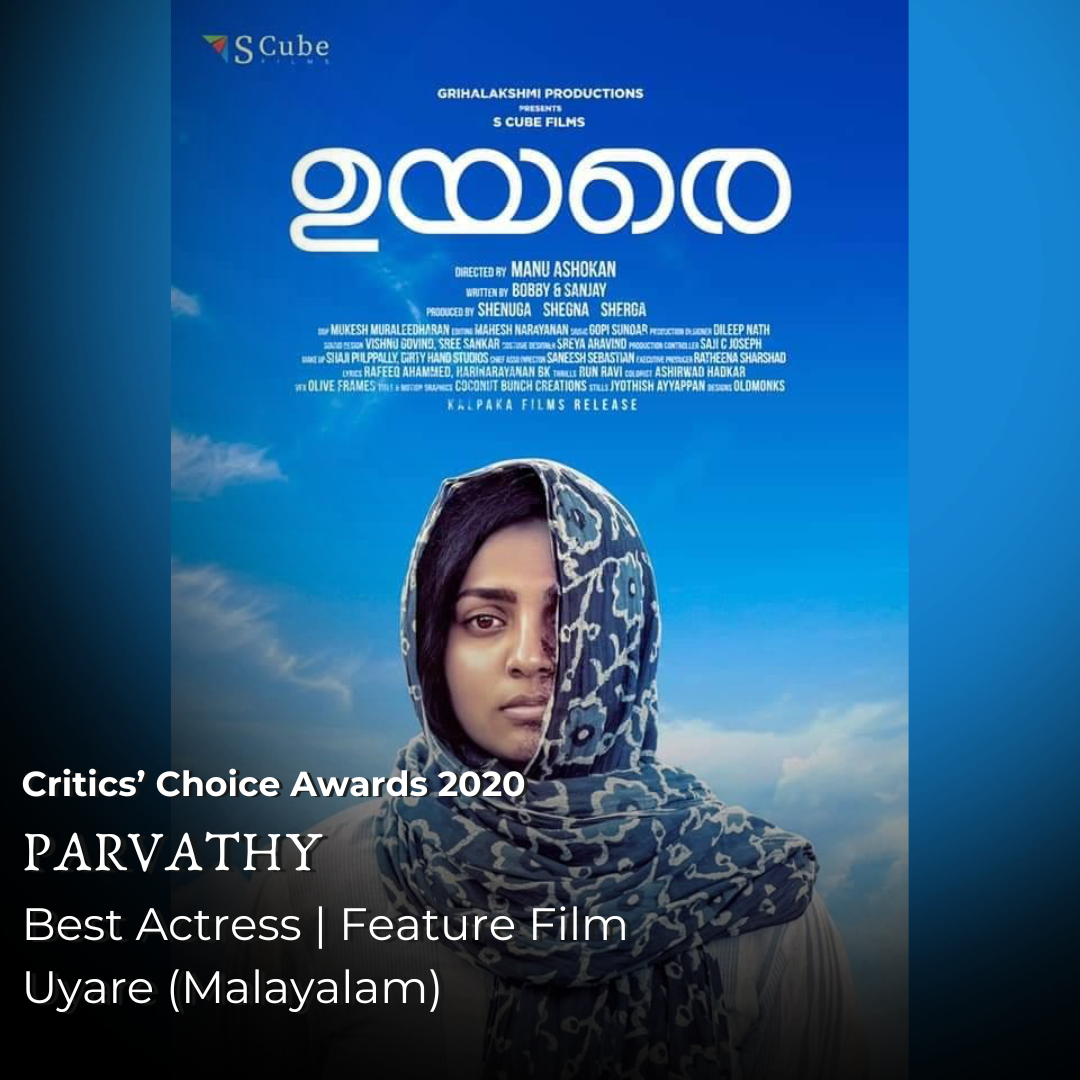 S Cube
FILMS
GRIHALAKSHMI PRODUCTIONS
PRESENTS
S CUBE FILMS
ഉയരെ
DIRECTED BY MANU ASHOKAN
WRITTEN BY BOBBY & SANJAY
PRODUCED BY SHENUGA SHEGNA SHERGA
DOP MUKESH MURALEEDHARAN EDITING MAHESH NARAYANAN MUSIC GOPI SUNDAR PRODUCTION DESIGNER DILEEP NATH
SOUND DESIGN VISHNU GOVIND, SREE SANKAR COSTUME DESIGNER SREYA ARAVIND PRODUCTION CONTROLLER SAJI C JOSEPH
MAKE UP SHAJI PULPPALLY, DIRTY HAND STUDIOS CHIEF ASSO DIRECTOR SANEESH SEBASTIAN EXECUTIVE PRODUCER RATHEENA SHARSHAD
LYRICS RAFEEQ AHAMMED, HARINARAYANAN BK THRILLS RUN RAVI COLORIST ASHIRWAD HADKAR
VFX OLIVE FRAMES TITLE & MOTION GRAPHICS COCONUT BUNCH CREATIONS STILLS JYOTHISH AYYAPPAN DESIGNS OLDMONKS
KALPAKA FILMS RELEASE
Critics’ Choice Awards 2020
PARVATHY
Best Actress | Feature Film
Uyare (Malayalam)